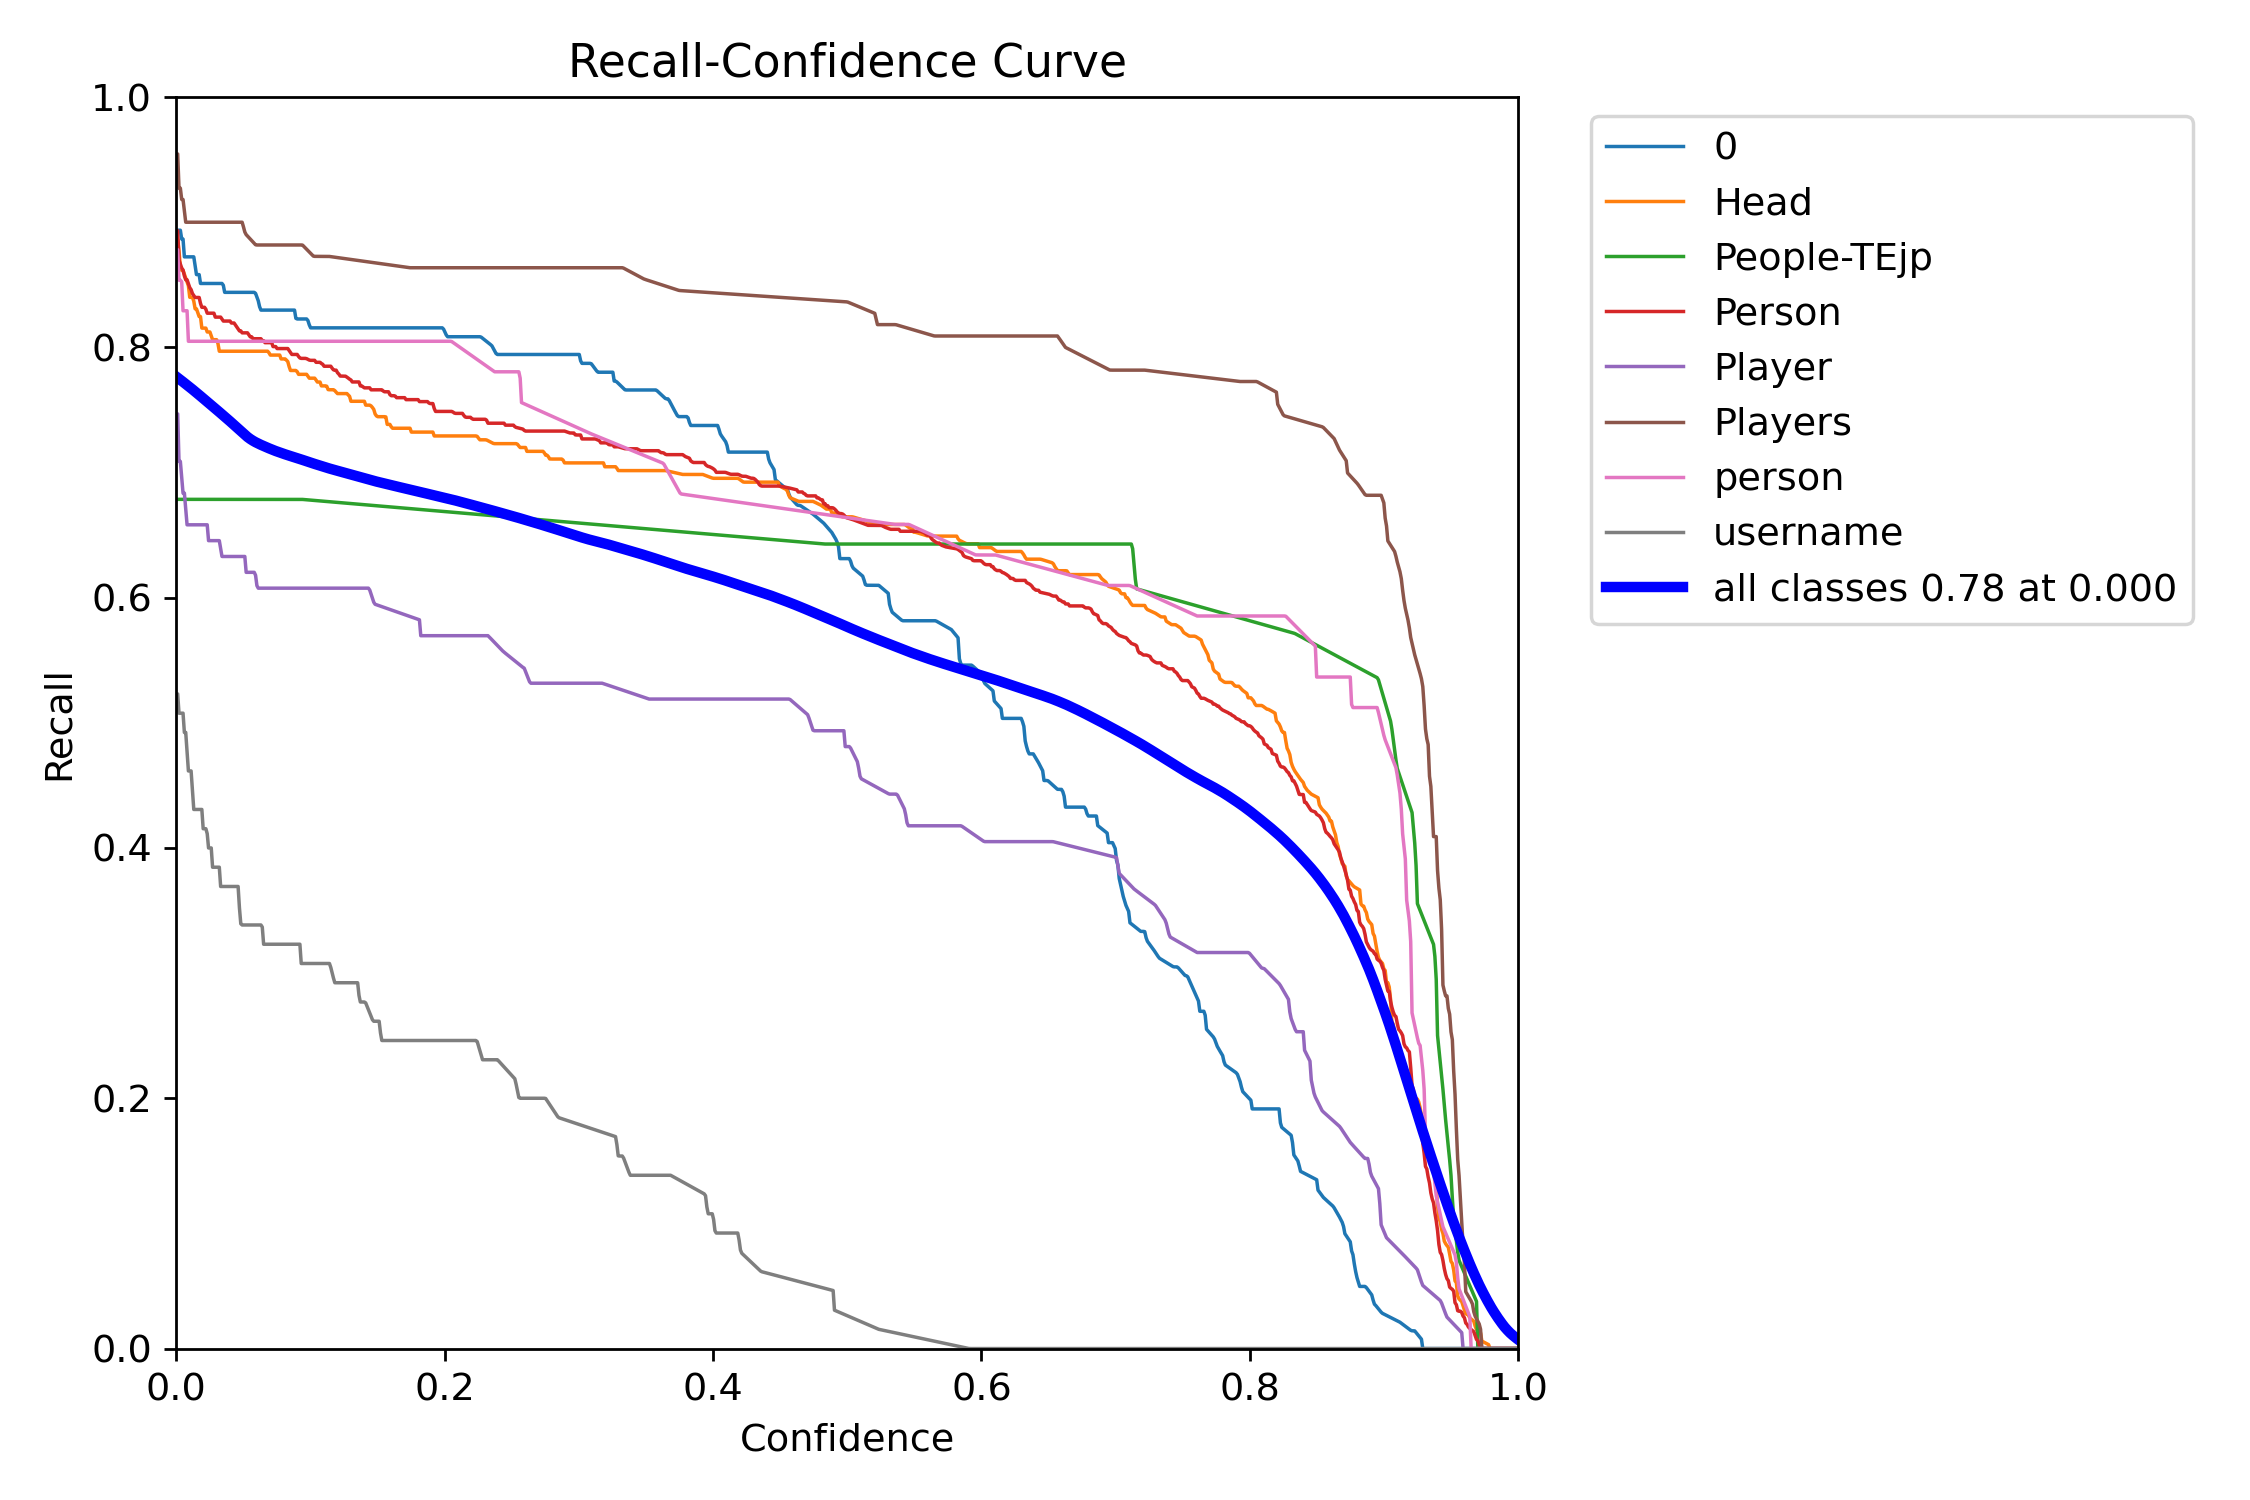 Recall-Confidence Curve
1.0
0.8
0.6
0.4
0.2
0.0
Recall
0.0 0.2 0.4 0.6 0.8 1.0
Confidence
0
Head
People-TEjp
Person
Player
Players
person
username
all classes 0.78 at 0.000